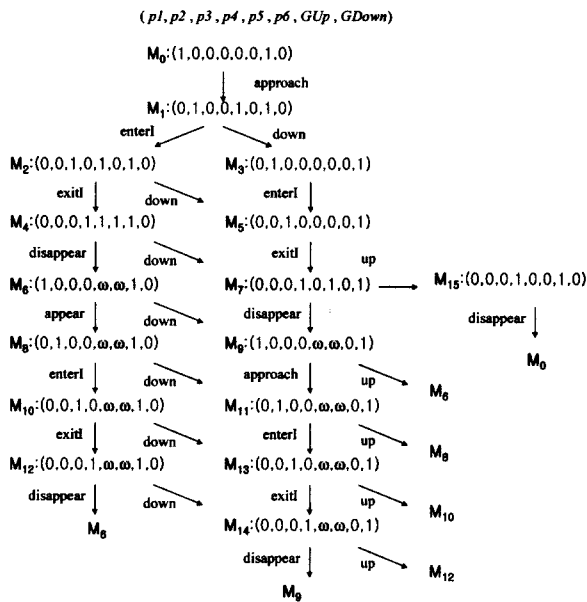 (p1, p2, p3, p4, p5, p6, GUp, GDown)
M0:(1,0,0,0,0,0,1.0)
approach
M1:(0,1,0,0,1,0,1,0)
enterI down
M2:(0,0,1,0,1,0,1,0) M3:(0,1,0,0,0,0,0,1)
exitI down enterI
M4:(0,0,0,1,1,1,1,0) M5:(0,0,1,0,0,0,0,1)
disappear down exitI up
M6:(1,0,0,0,ω,ω,1,0) M7:(0,0,0,1,0,1,0,1) M15:(0,0,0,1,0,0,1,0)
appear down disappear disappear
M8:(0,1,0,0,ω,ω,1,0) M9:(1,0,0,0,ω,ω,0,1) M0
enterI down approach up M6
M10:(0,0,1,0,ω,ω,1,0) M11:(0,1,0,0,ω,ω,0,1)
exitI down enterI up M8
M12:(0,0,0,1,ω,ω,1,0) M13:(0,0,1,0,ω,ω,0,1)
disappear down exitI up M10
M6 M14:(0,0,0,1,ω,ω,0,1)
disappear up M12
M9